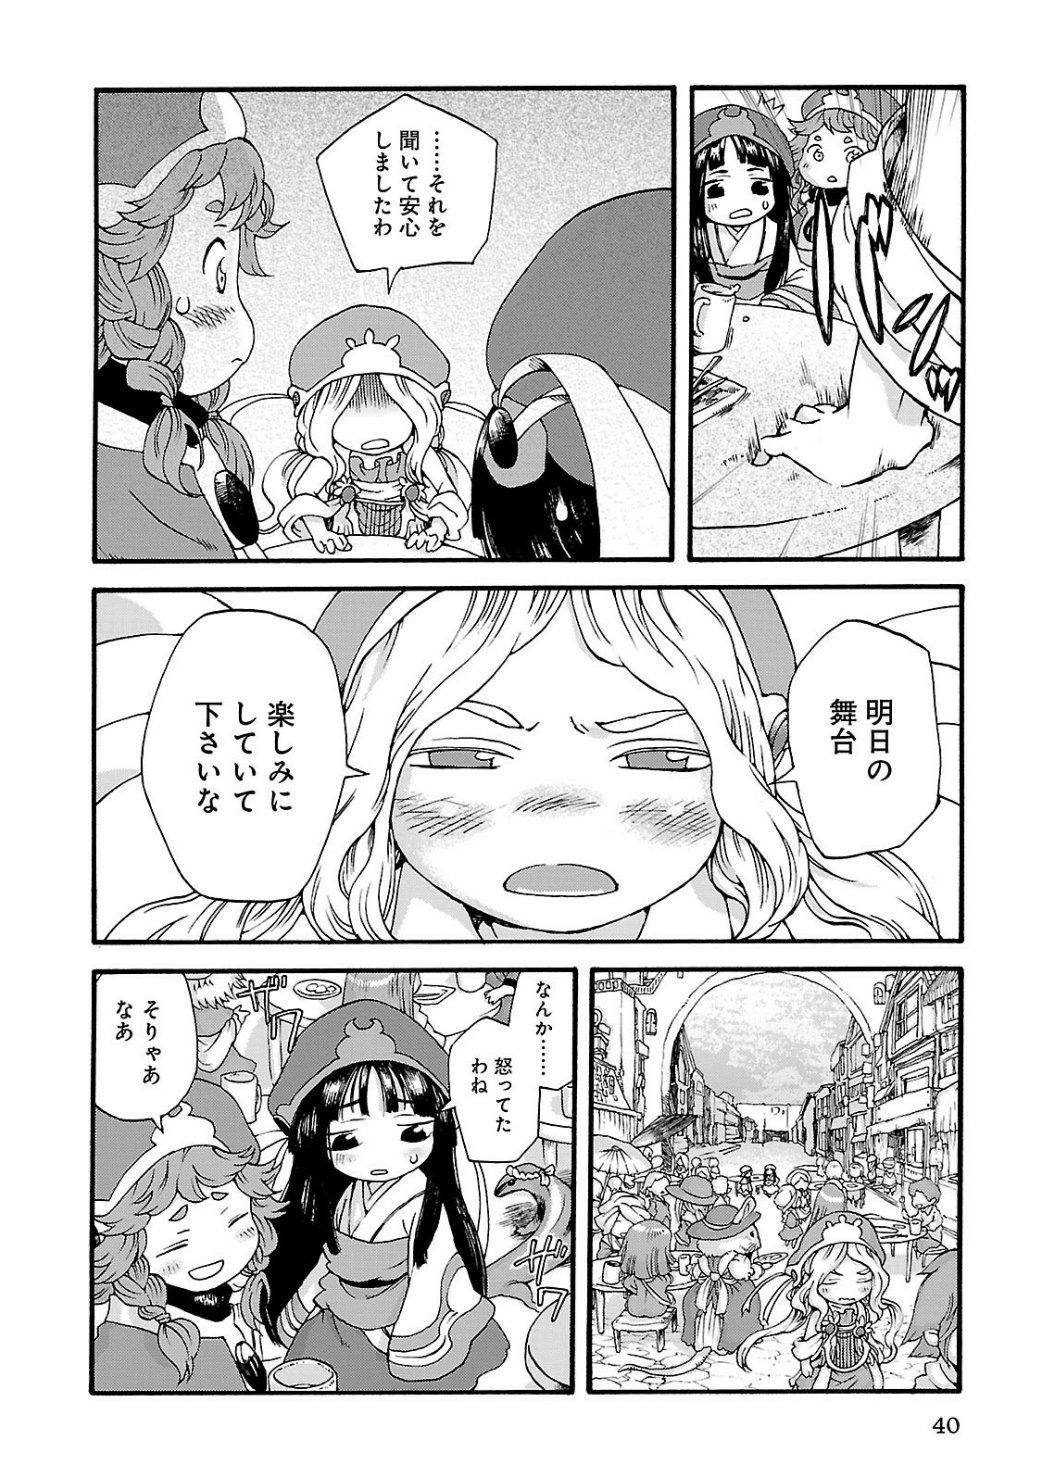 ……それを
聞いて安心
しましたわ
明日の
舞台
楽しみに
していて
下さいな
なんか……
怒ってた
わね
ザワ
ザワ
そりゃあ
なあ
40